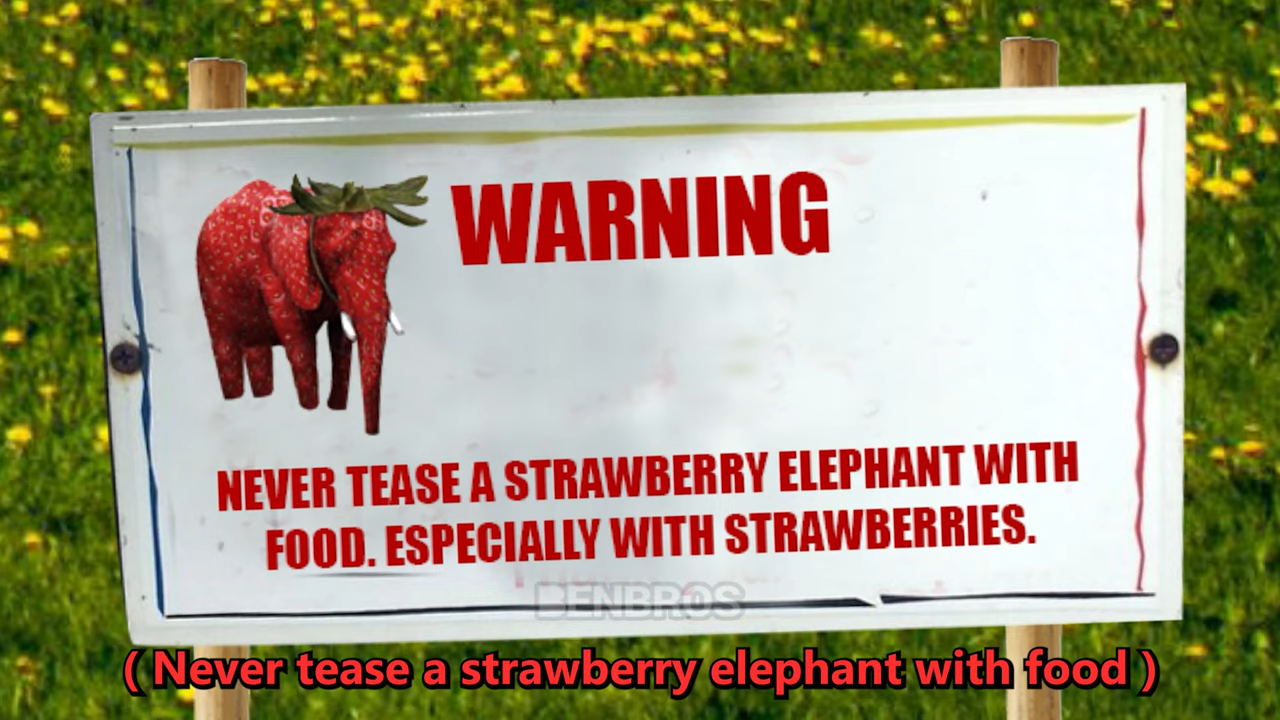 WARNING
NEVER TEASE A STRAWBERRY ELEPHANT WITH
FOOD. ESPECIALLY WITH STRAWBERRIES.
BENBROS
( Never tease a strawberry elephant with food )